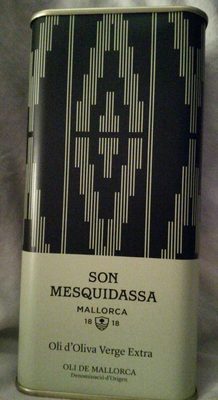 SON
MESQUIDASSA
MALLORCA
18 18
Oli d'Oliva Verge Extra
OLI DE MALLORCA
Denominació d'Origen